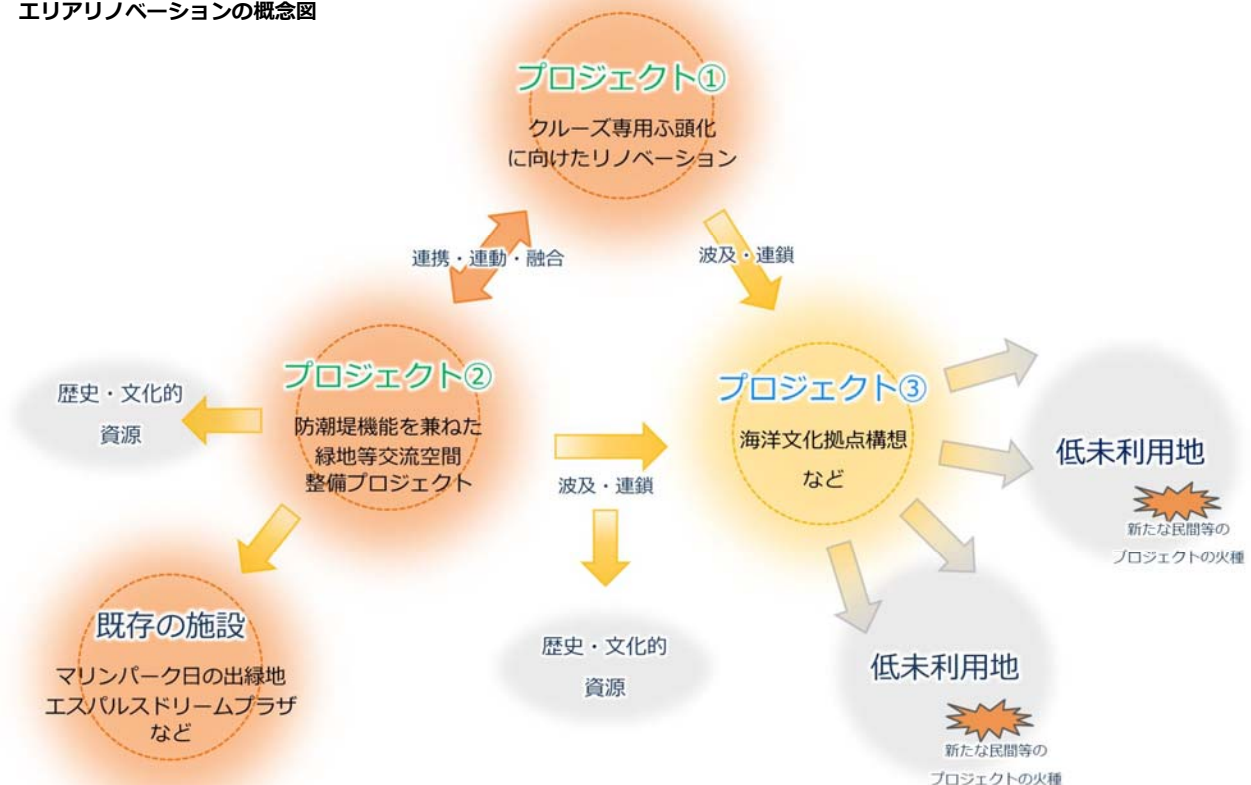 エリアリノベーションの概念図
プロジェクト①
クルーズ専用ふ頭化
に向けたリノベーション
連携・連動・融合
波及・連鎖
プロジェクト②
防潮堤機能を兼ねた
緑地等交流空間
整備プロジェクト
歴史・文化的
資源
プロジェクト③
海洋文化拠点構想
など
波及・連鎖
低未利用地
新たな民間等の
プロジェクトの火種
既存の施設
マリンパーク日の出緑地
エスパルスドリームプラザ
など
歴史・文化的
資源
低未利用地
新たな民間等の
プロジェクトの火種